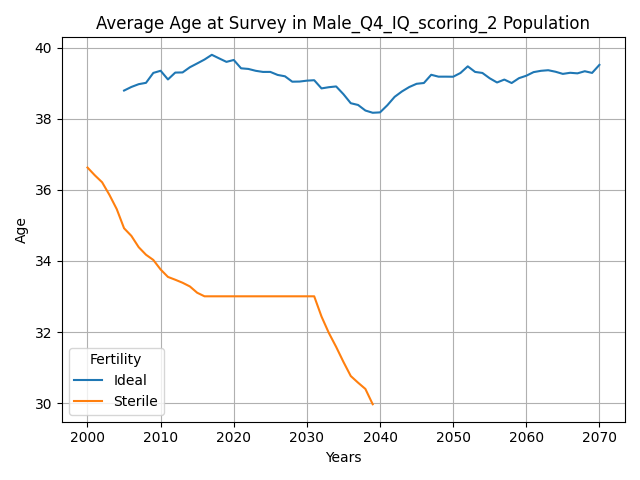 Average Age at Survey in Male_Q4_IQ_scoring_2 Population
40
38
36
34
32
30
Age
Fertility
Ideal
Sterile
2000 2010 2020 2030 2040 2050 2060 2070
Years